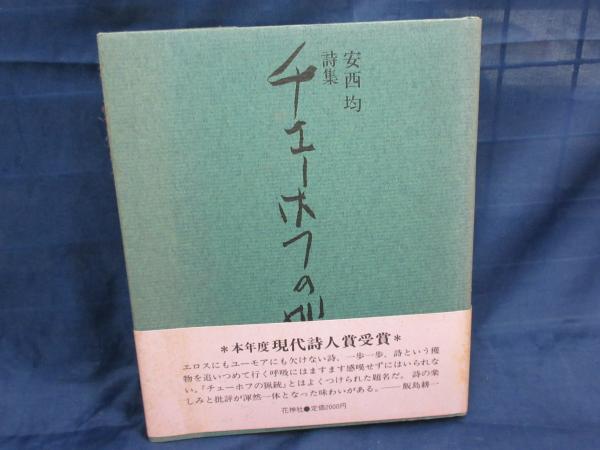 安西 均
詩集
チェーホフの猟
＊本年度 現代詩人賞受賞＊
エロスにもユーモアにも欠けない詩、一歩一歩、詩という獲
物を追いつめて行く呼吸にはますます感嘆せずにはいられな
い。『チェーホフの猟銃』とはよくつけられた題名だ。詩の楽
しみと批評が渾然一体となった味わいがある。――飯島耕一
花神社●定価2000円